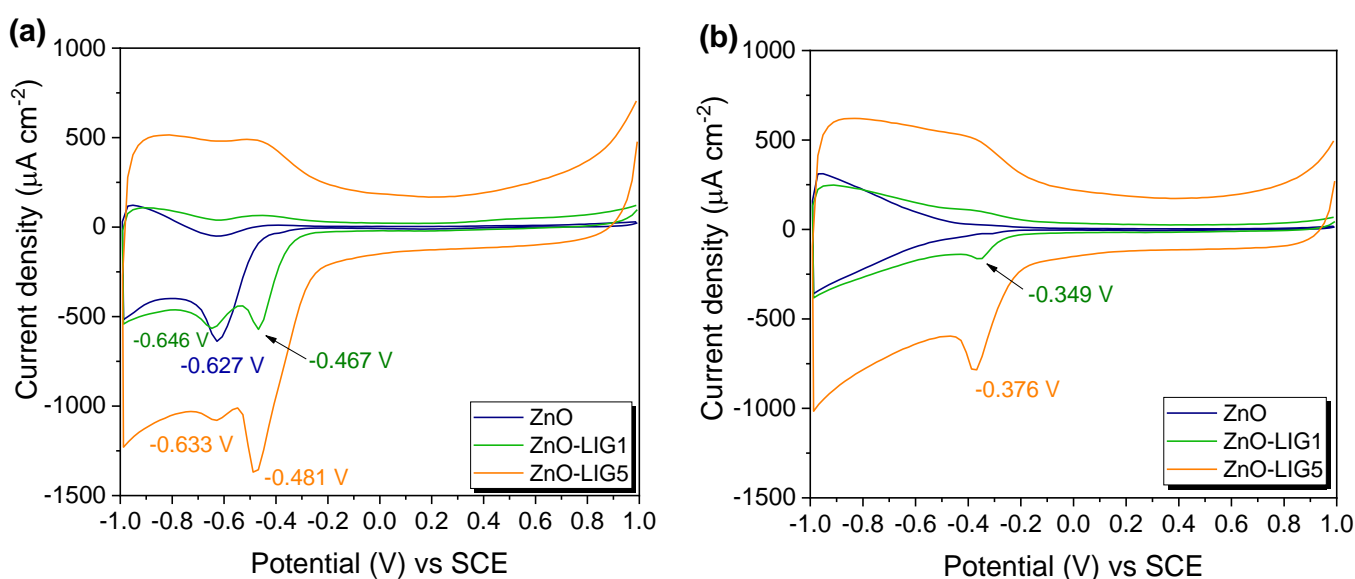 (a)
1000
500
0
-500
-1000
-1500
Current density (μA cm-2)
-0.646 V
-0.627 V
-0.467 V
-0.633 V
-0.481 V
ZnO
ZnO-LIG1
ZnO-LIG5
-1.0 -0.8 -0.6 -0.4 -0.2 0.0 0.2 0.4 0.6 0.8 1.0
Potential (V) vs SCE
(b)
1000
500
0
-500
-1000
-1500
Current density (μA cm-2)
-0.349 V
-0.376 V
ZnO
ZnO-LIG1
ZnO-LIG5
-1.0 -0.8 -0.6 -0.4 -0.2 0.0 0.2 0.4 0.6 0.8 1.0
Potential (V) vs SCE